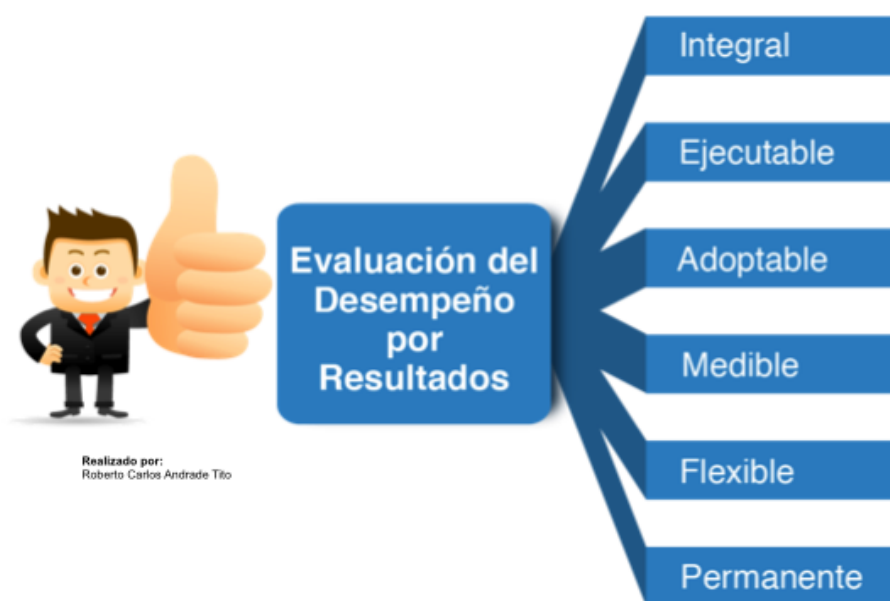 Integral
Ejecutable
Adoptable
Medible
Flexible
Permanente
Evaluación del
Desempeño
por
Resultados
Realizado por:
Roberto Carlos Andrade Tito